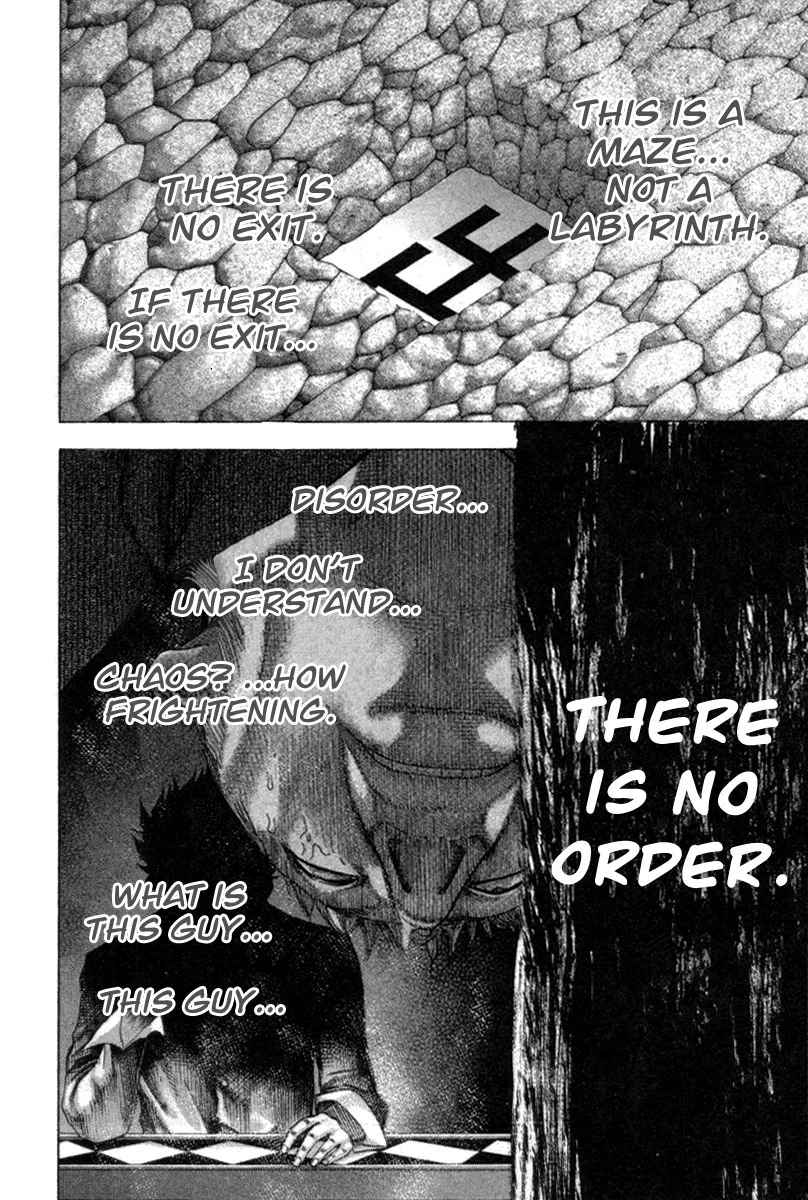 THIS IS A
MAZE...
NOT A
LABYRINTH.
THERE IS
NO EXIT.
IF THERE
IS NO EXIT...
THERE
IS NO
ORDER.
DISORDER...
I DON'T
UNDERSTAND...
CHAOS? ...HOW
FRIGHTENING.
WHAT IS
THIS GUY...
THIS GUY...